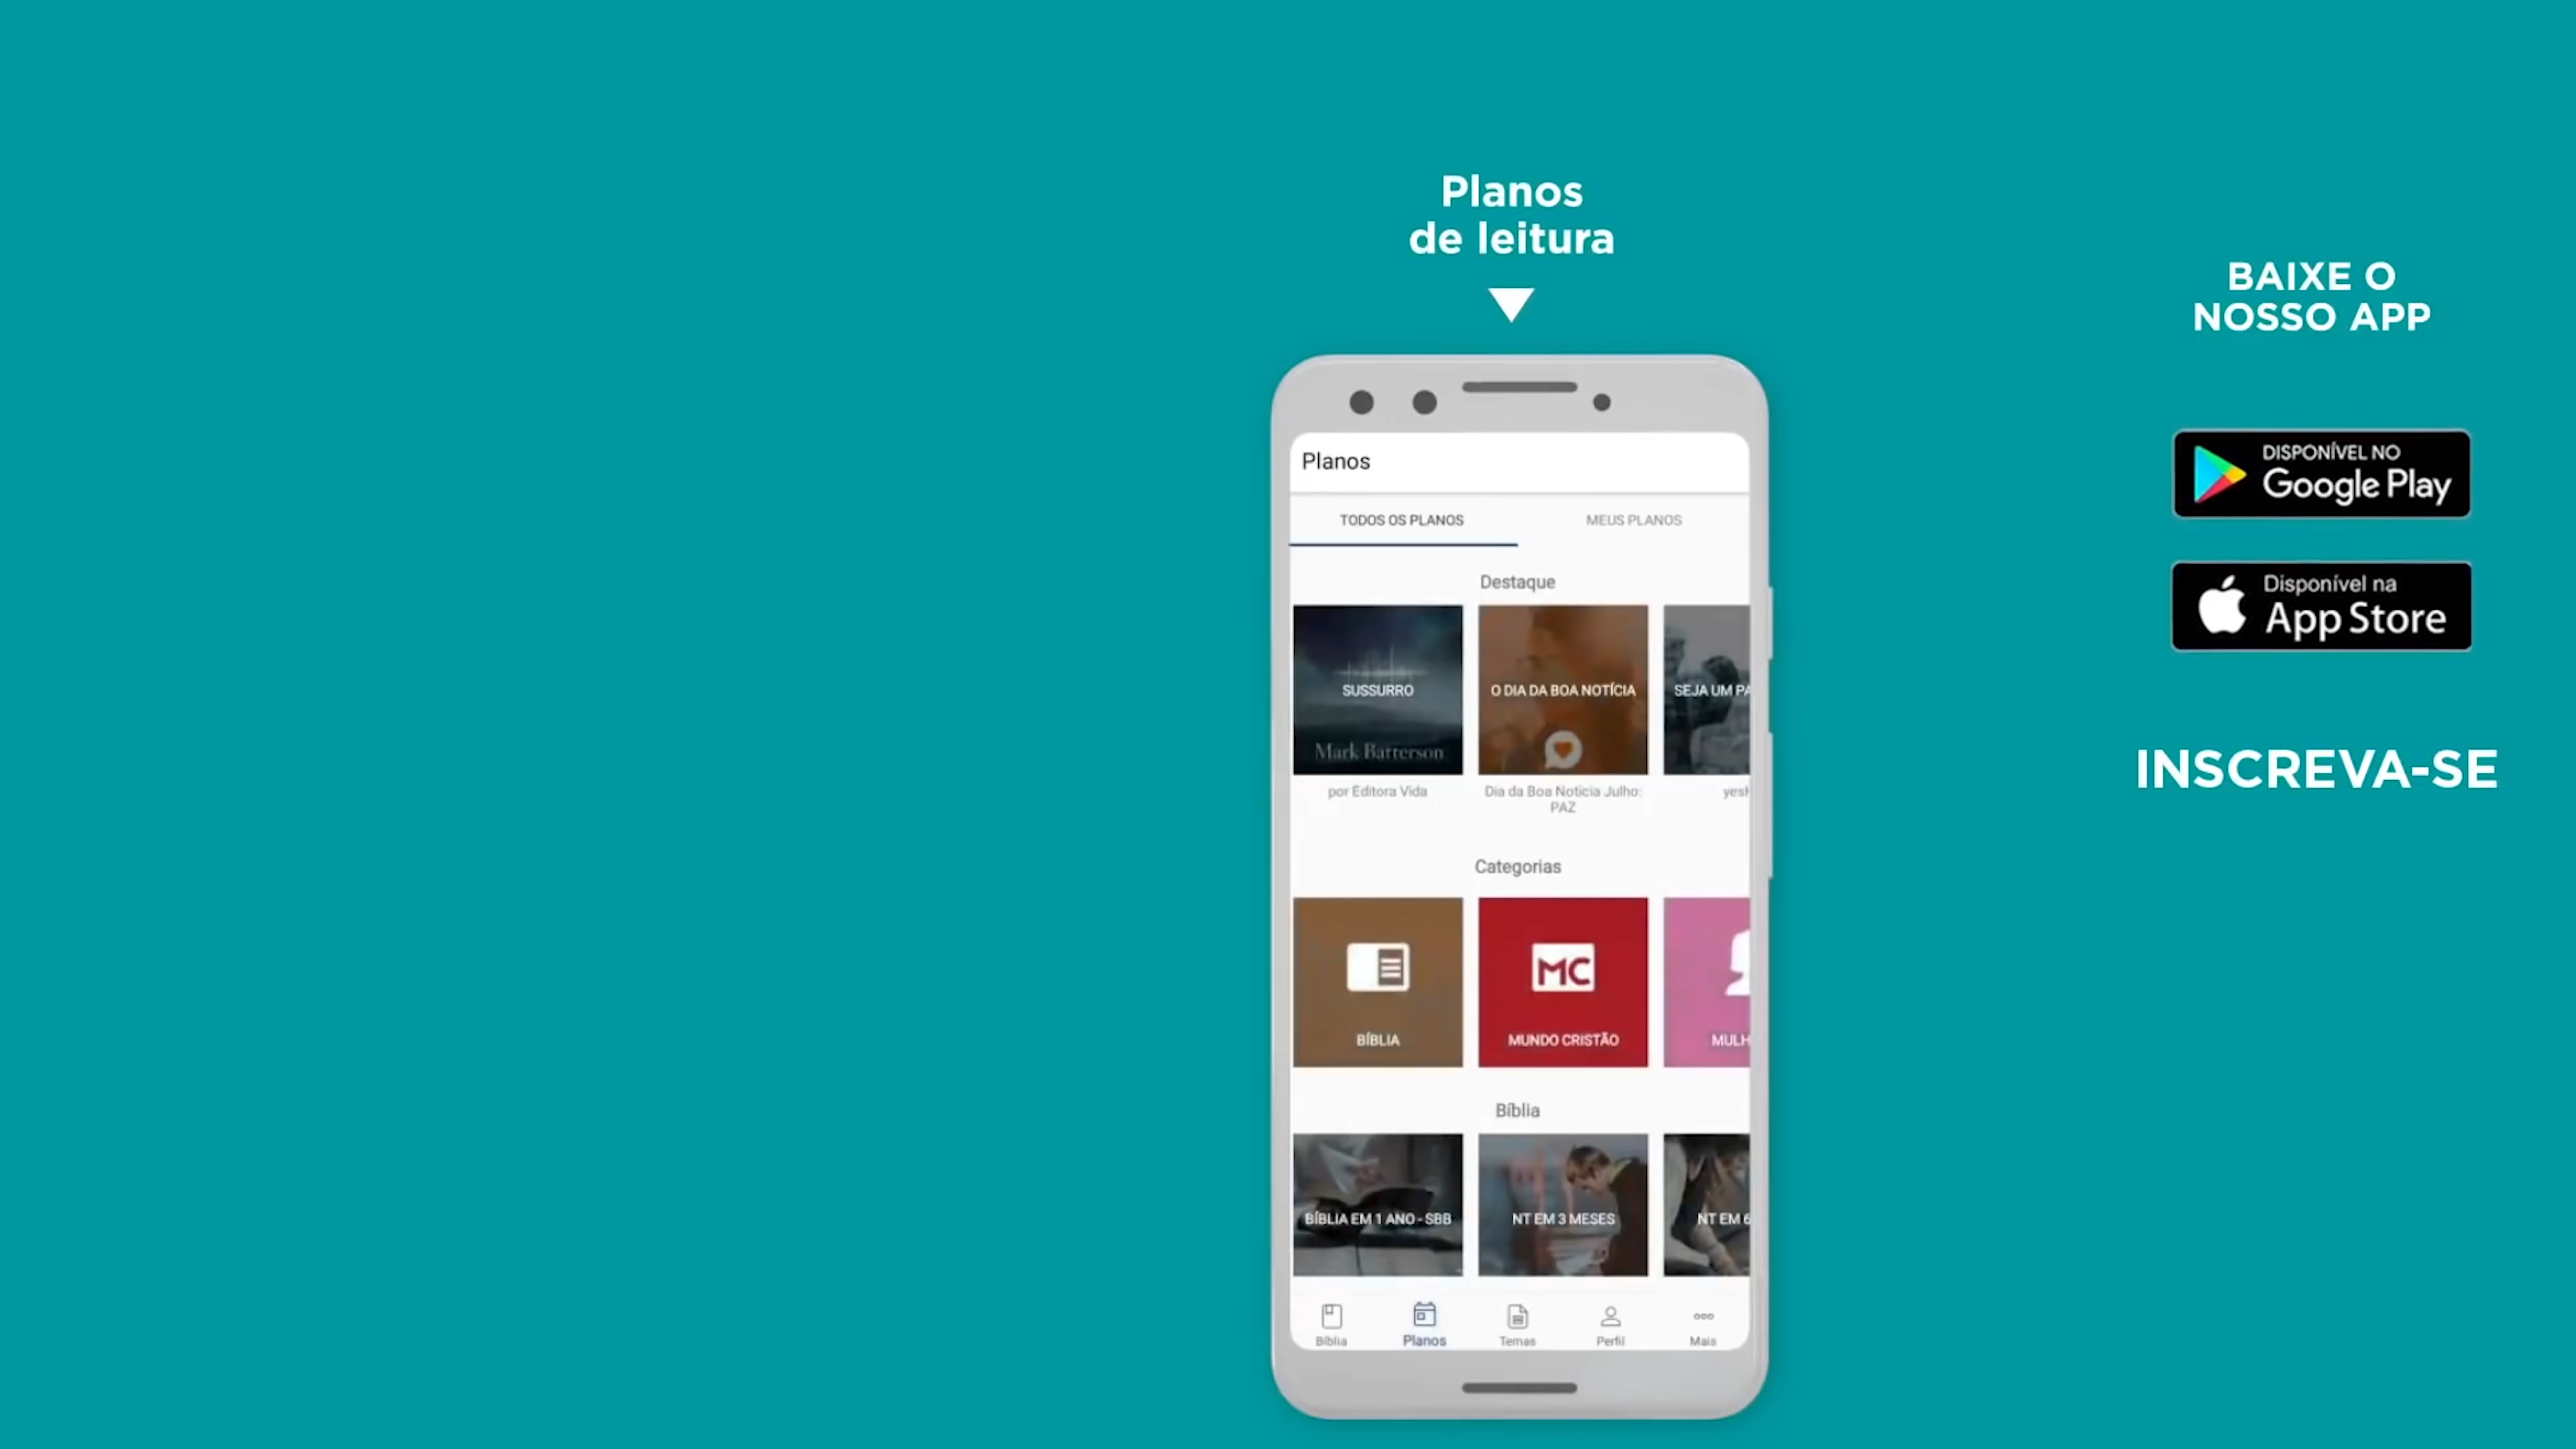 Planos
de leitura
Planos
TODOS OS PLANOS
MEUS PLANOS
Destaque
SUSSURRO
Mark Batterson
O DIA DA BOA NOTÍCIA
SEJA UM PA
por Editora Vida
Dia da Boa Notícia Julho:
PAZ
yesH
Categorias
BÍBLIA
MC
MUNDO CRISTÃO
MULH
Bíblia
BÍBLIA EM 1 ANO - SBB
NT EM 3 MESES
NT EM 6
Bíblia
Planos
Temas
Perfil
Mais
BAIXE O
NOSSO APP
DISPONÍVEL NO
Google Play
Disponível na
App Store
INSCREVA-SE